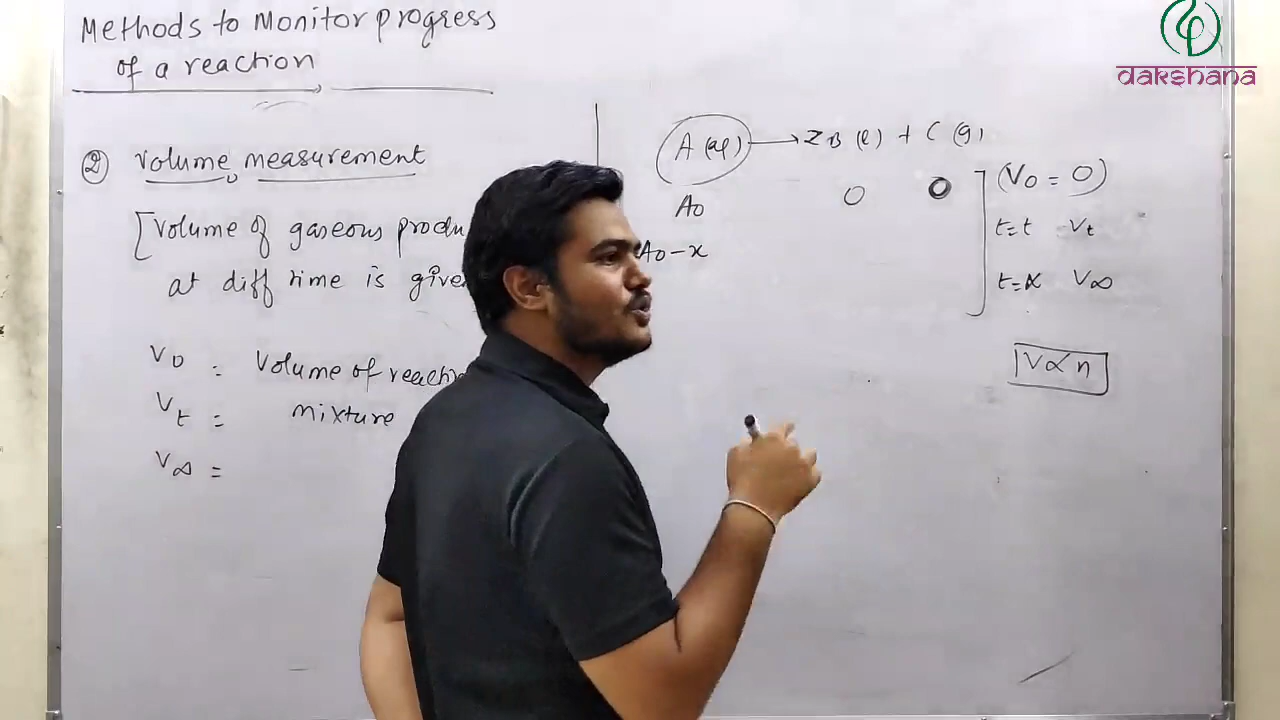 Methods to Monitor progress
of a reaction
dakshana
② Volume measurement
[Volume of gaseous produ
at diff time is give
V0 = Volume of reactio
Vt = mixture
V∞ =
A (aq) → 2B (l) + C (g)
A0 0 0 (V0 = 0)
A0 - x t=t Vt
t=∝ V∞
V∝n